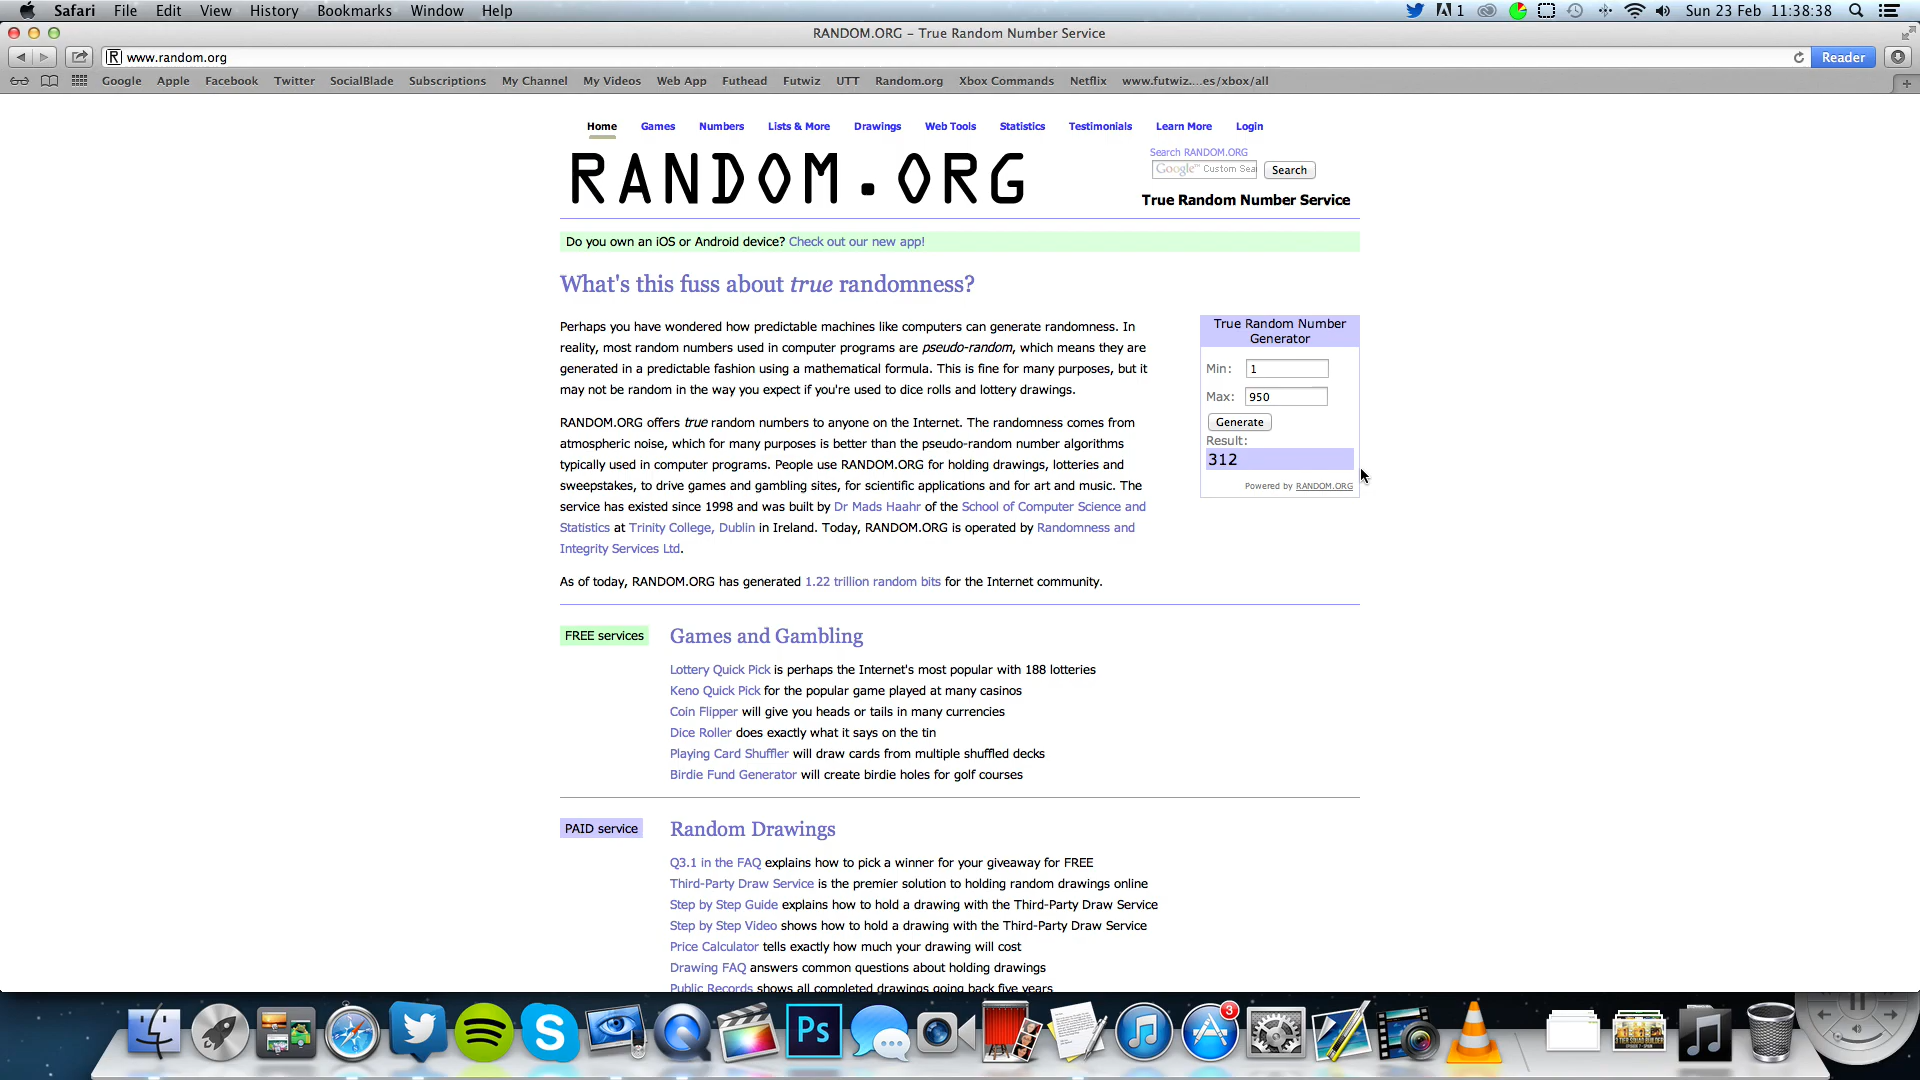 Safari File Edit View History Bookmarks Window Help
1 Sun 23 Feb 11:38:38
RANDOM.ORG – True Random Number Service
R www.random.org Reader
Google Apple Facebook Twitter SocialBlade Subscriptions My Channel My Videos Web App Futhead Futwiz UTT Random.org Xbox Commands Netflix www.futwiz....es/xbox/all
Home Games Numbers Lists & More Drawings Web Tools Statistics Testimonials Learn More Login
RANDOM.ORG
Search RANDOM.ORG
Google™ Custom Sea Search
True Random Number Service
Do you own an iOS or Android device? Check out our new app!
What's this fuss about true randomness?
Perhaps you have wondered how predictable machines like computers can generate randomness. In
reality, most random numbers used in computer programs are pseudo-random, which means they are
generated in a predictable fashion using a mathematical formula. This is fine for many purposes, but it
may not be random in the way you expect if you're used to dice rolls and lottery drawings.
RANDOM.ORG offers true random numbers to anyone on the Internet. The randomness comes from
atmospheric noise, which for many purposes is better than the pseudo-random number algorithms
typically used in computer programs. People use RANDOM.ORG for holding drawings, lotteries and
sweepstakes, to drive games and gambling sites, for scientific applications and for art and music. The
service has existed since 1998 and was built by Dr Mads Haahr of the School of Computer Science and
Statistics at Trinity College, Dublin in Ireland. Today, RANDOM.ORG is operated by Randomness and
Integrity Services Ltd.
As of today, RANDOM.ORG has generated 1.22 trillion random bits for the Internet community.
True Random Number
Generator
Min: 1
Max: 950
Generate
Result:
312
Powered by RANDOM.ORG
FREE services
Games and Gambling
Lottery Quick Pick is perhaps the Internet's most popular with 188 lotteries
Keno Quick Pick for the popular game played at many casinos
Coin Flipper will give you heads or tails in many currencies
Dice Roller does exactly what it says on the tin
Playing Card Shuffler will draw cards from multiple shuffled decks
Birdie Fund Generator will create birdie holes for golf courses
PAID service
Random Drawings
Q3.1 in the FAQ explains how to pick a winner for your giveaway for FREE
Third-Party Draw Service is the premier solution to holding random drawings online
Step by Step Guide explains how to hold a drawing with the Third-Party Draw Service
Step by Step Video shows how to hold a drawing with the Third-Party Draw Service
Price Calculator tells exactly how much your drawing will cost
Drawing FAQ answers common questions about holding drawings
Public Records shows all completed drawings going back five years
Ps
3